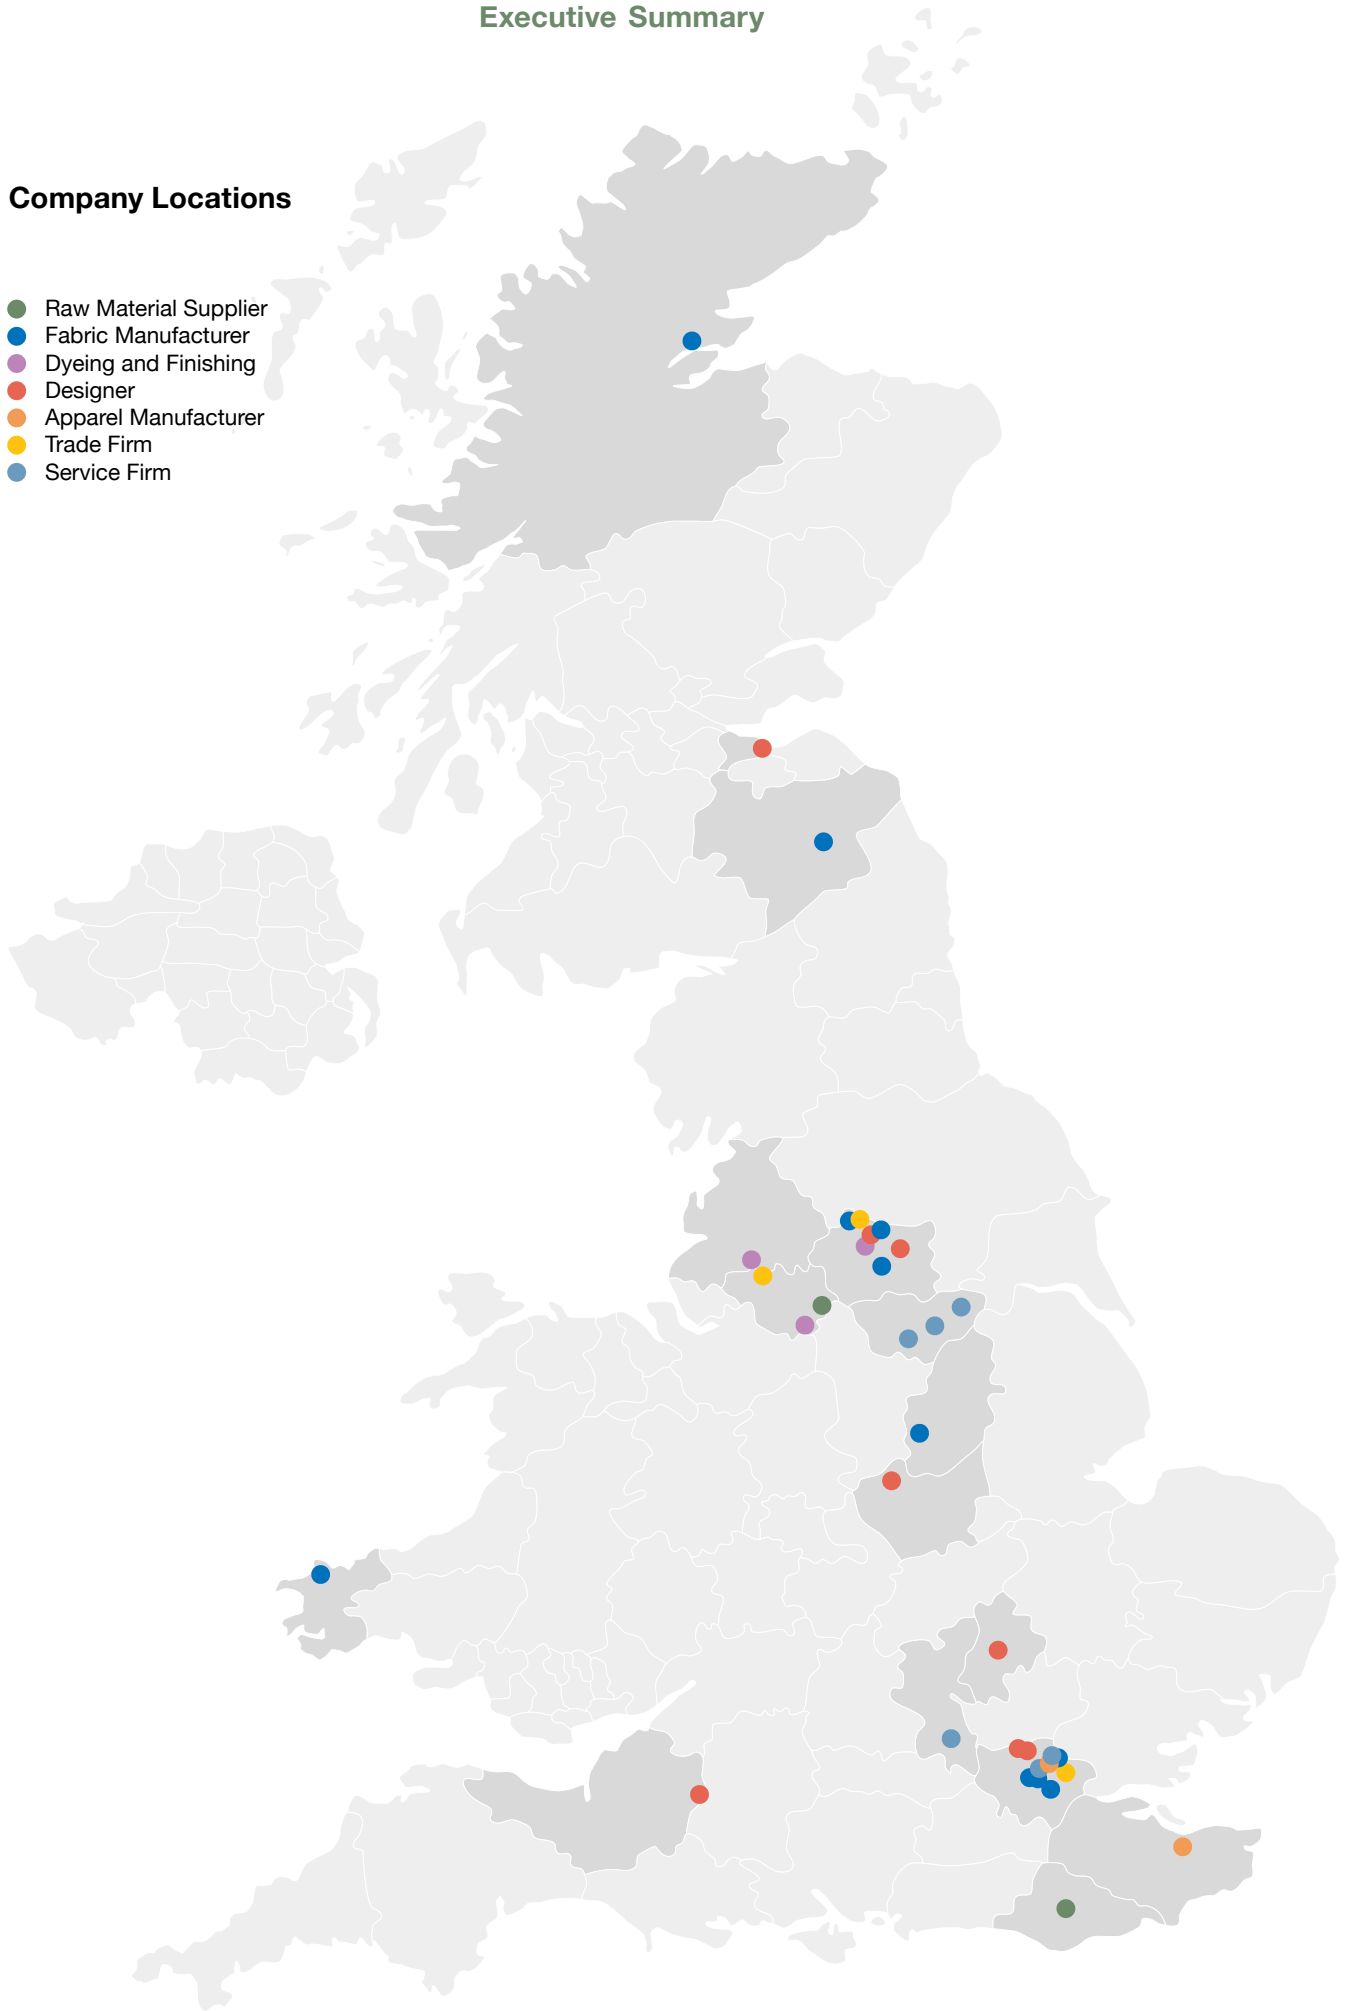 Executive Summary
Company Locations
Raw Material Supplier
Fabric Manufacturer
Dyeing and Finishing
Designer
Apparel Manufacturer
Trade Firm
Service Firm